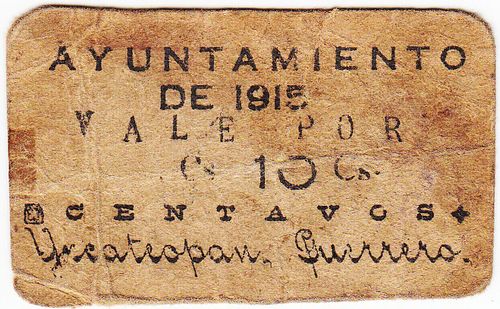 AYUNTAMIENTO
DE 1915
VALE POR
Cs 10 Cs.
CENTAVOS
Yxcateopan. Guerrero.